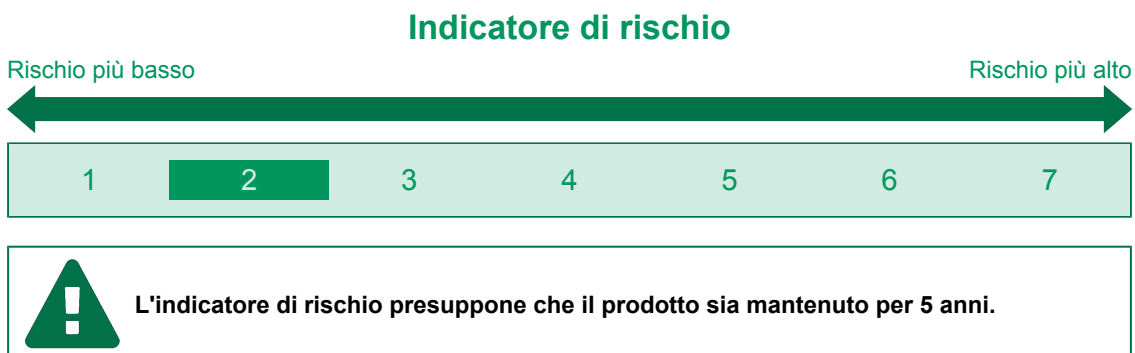 Indicatore di rischio
Rischio più basso Rischio più alto
1 2 3 4 5 6 7
L'indicatore di rischio presuppone che il prodotto sia mantenuto per 5 anni.